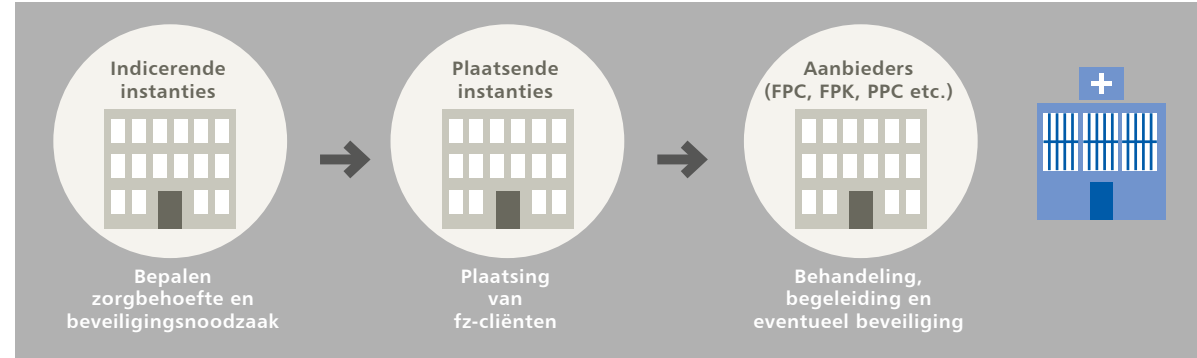 Indicerende
instanties
Bepalen
zorgbehoefte en
beveiligingsnoodzaak
Plaatsende
instanties
Plaatsing
van
fz-cliënten
Aanbieders
(FPC, FPK, PPC etc.)
Behandeling,
begeleiding en
eventueel beveiliging